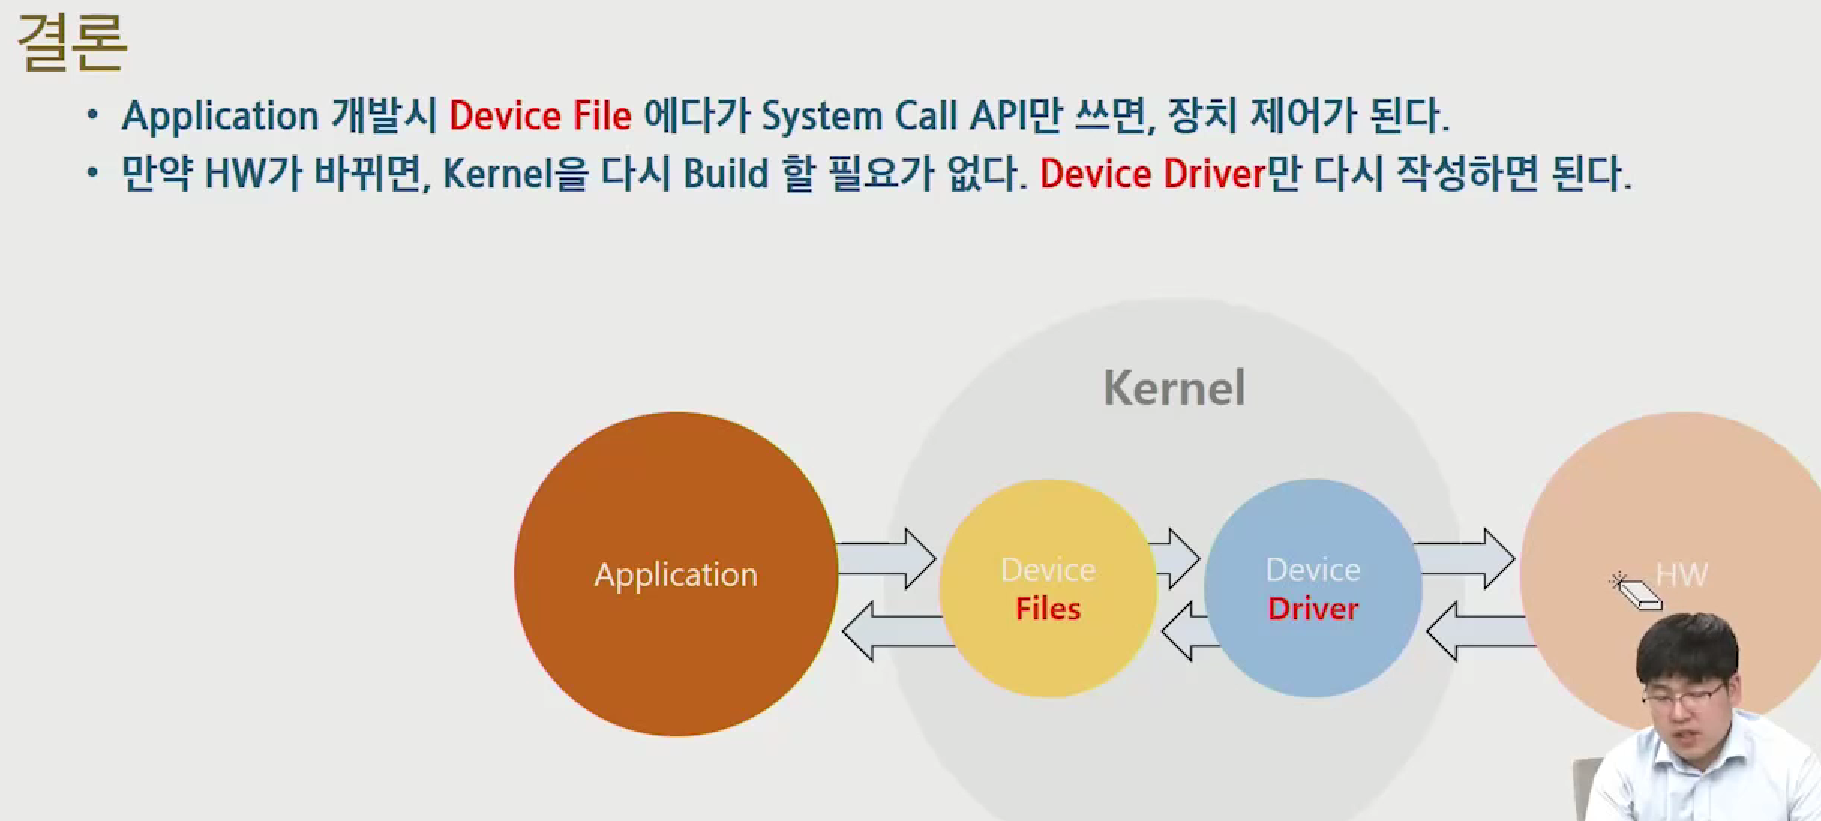 결론
• Application 개발시 Device File 에다가 System Call API만 쓰면, 장치 제어가 된다.
• 만약 HW가 바뀌면, Kernel을 다시 Build 할 필요가 없다. Device Driver만 다시 작성하면 된다.
Kernel
Application
Device
Files
Device
Driver
HW